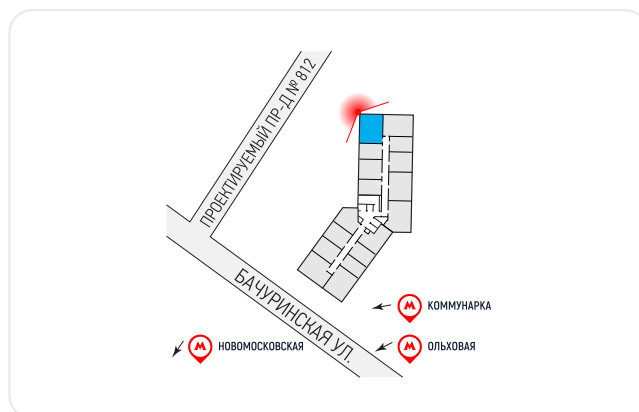 ПРОЕКТИРУЕМЫЙ ПР-Д № 812
БАЧУРИНСКАЯ УЛ.
КОММУНАРКА
НОВОМОСКОВСКАЯ
ОЛЬХОВАЯ